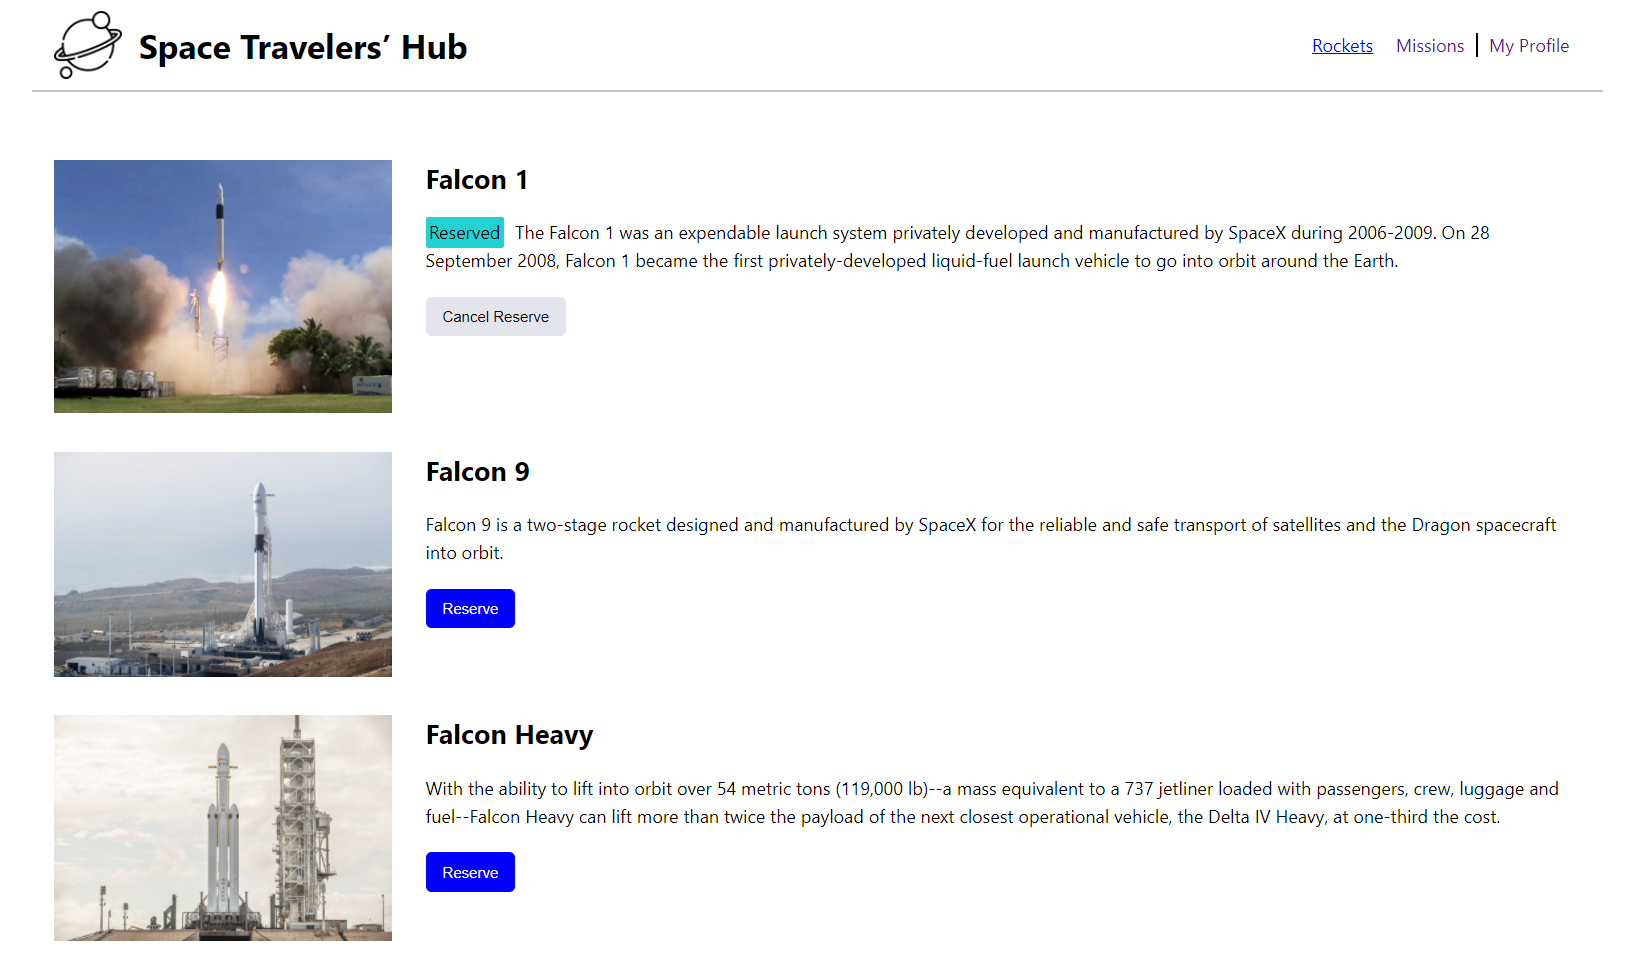 Space Travelers’ Hub
Rockets Missions My Profile
Falcon 1
Reserved The Falcon 1 was an expendable launch system privately developed and manufactured by SpaceX during 2006-2009. On 28
September 2008, Falcon 1 became the first privately-developed liquid-fuel launch vehicle to go into orbit around the Earth.
Cancel Reserve
Falcon 9
Falcon 9 is a two-stage rocket designed and manufactured by SpaceX for the reliable and safe transport of satellites and the Dragon spacecraft
into orbit.
Reserve
Falcon Heavy
With the ability to lift into orbit over 54 metric tons (119,000 lb)--a mass equivalent to a 737 jetliner loaded with passengers, crew, luggage and
fuel--Falcon Heavy can lift more than twice the payload of the next closest operational vehicle, the Delta IV Heavy, at one-third the cost.
Reserve